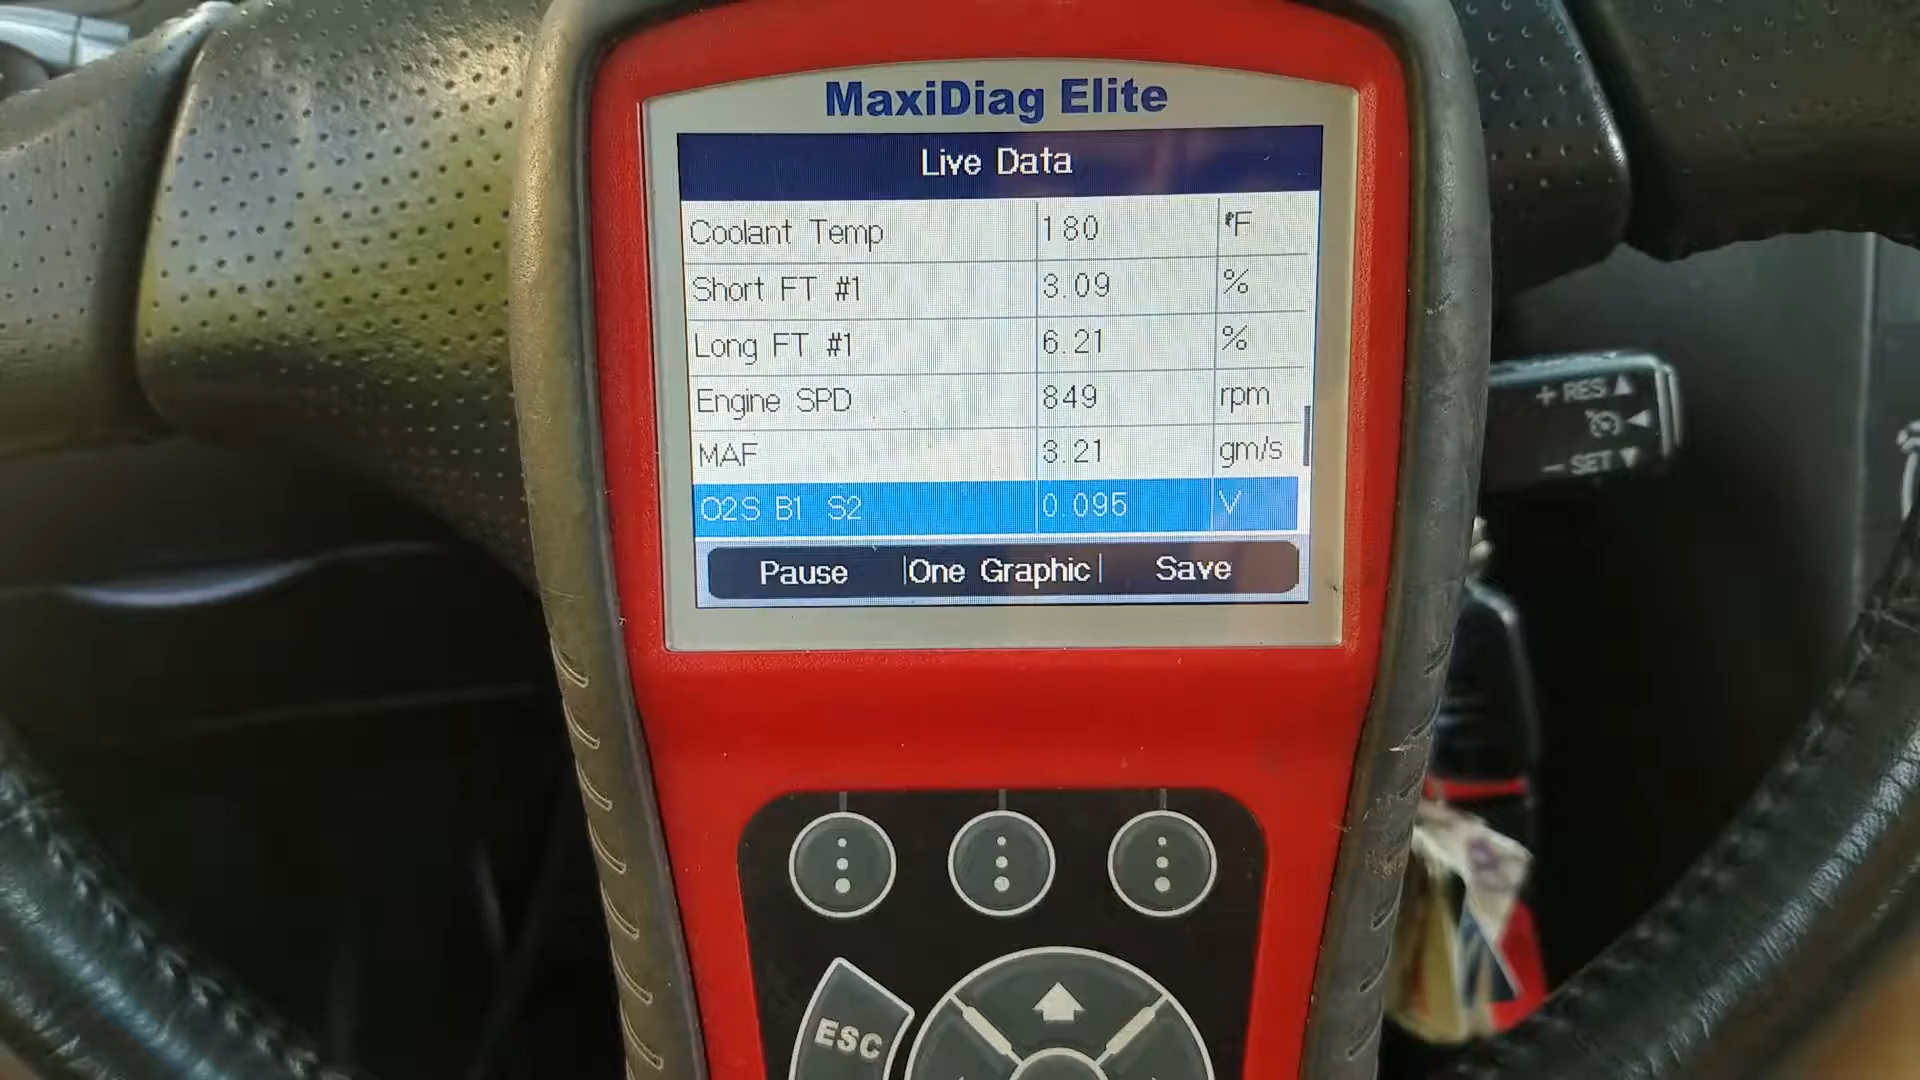 MaxiDiag Elite
Live Data
Coolant Temp 180 °F
Short FT #1 3.09 %
Long FT #1 6.21 %
Engine SPD 849 rpm
MAF 3.21 gm/s
O2S B1 S2 0.095 V
Pause One Graphic Save
+ RES ▲
◀
− SET ▼
ESC